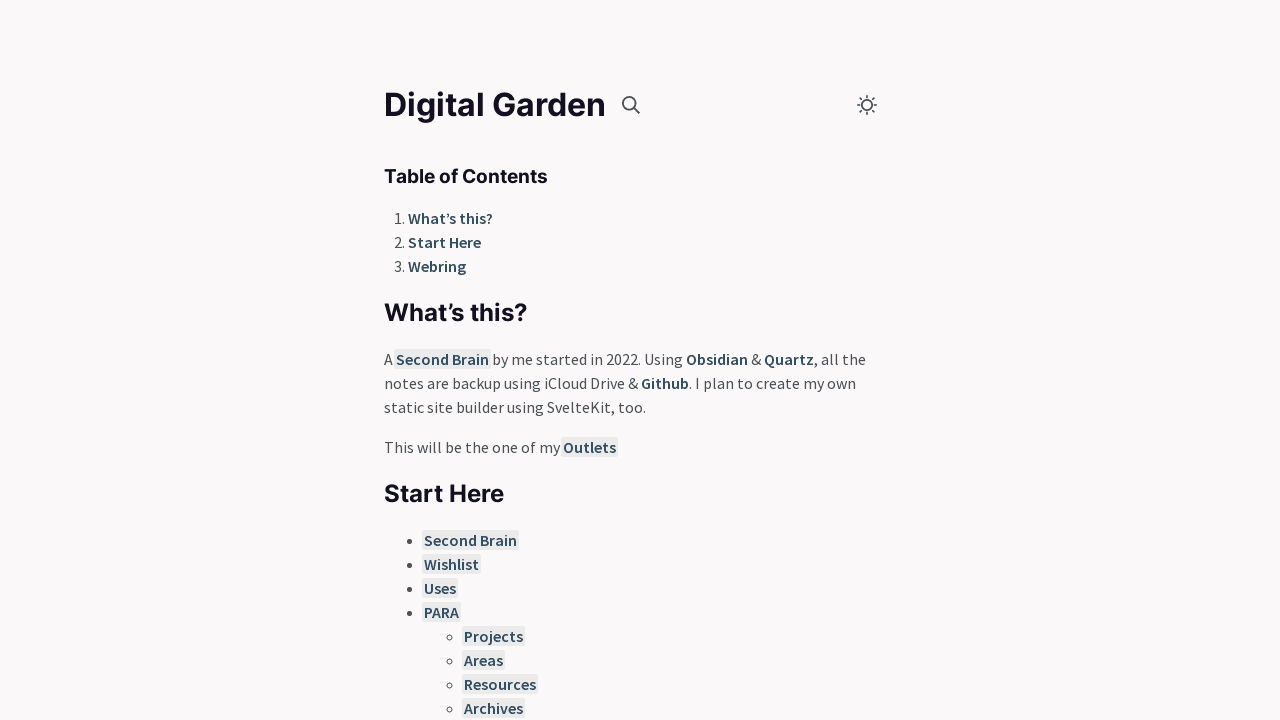 Digital Garden
Table of Contents
1. What’s this?
2. Start Here
3. Webring
What’s this?
A Second Brain by me started in 2022. Using Obsidian & Quartz, all the
notes are backup using iCloud Drive & Github. I plan to create my own
static site builder using SvelteKit, too.
This will be the one of my Outlets
Start Here
Second Brain
Wishlist
Uses
PARA
Projects
Areas
Resources
Archives